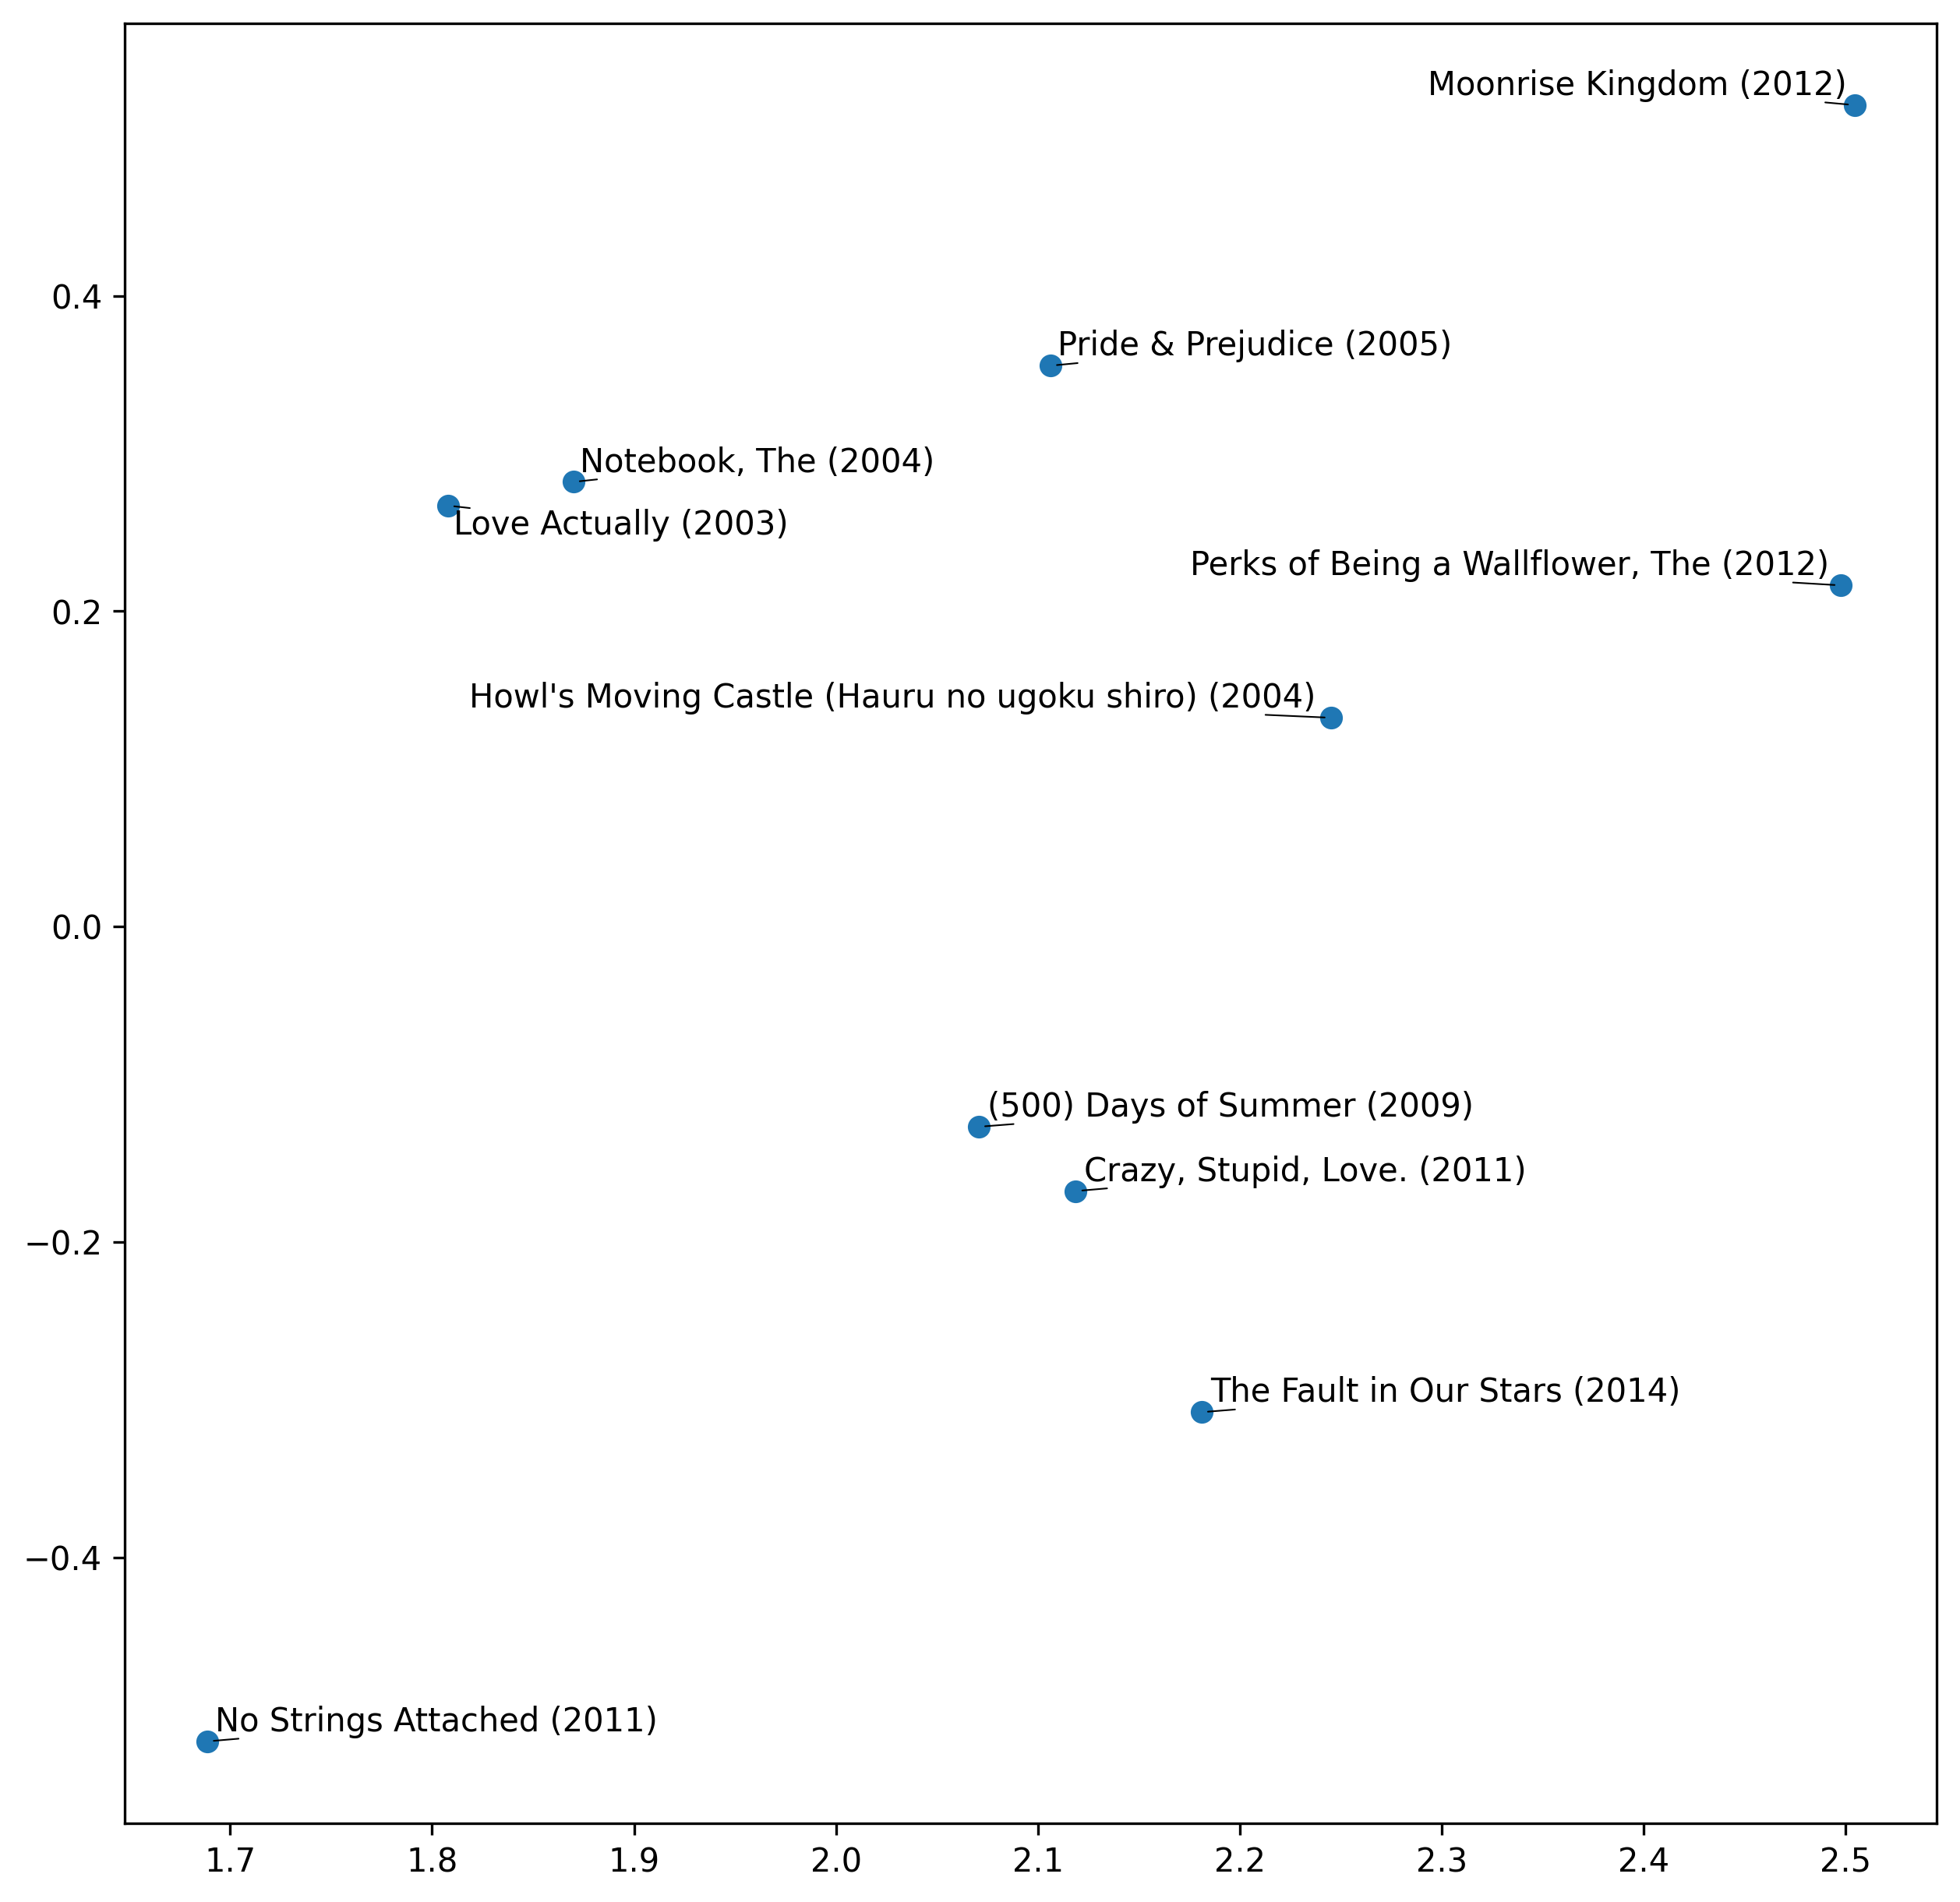 Moonrise Kingdom (2012)
0.4
Pride & Prejudice (2005)
Notebook, The (2004)
Love Actually (2003)
Perks of Being a Wallflower, The (2012)
0.2
Howl's Moving Castle (Hauru no ugoku shiro) (2004)
0.0
(500) Days of Summer (2009)
Crazy, Stupid, Love. (2011)
−0.2
The Fault in Our Stars (2014)
−0.4
No Strings Attached (2011)
1.7 1.8 1.9 2.0 2.1 2.2 2.3 2.4 2.5